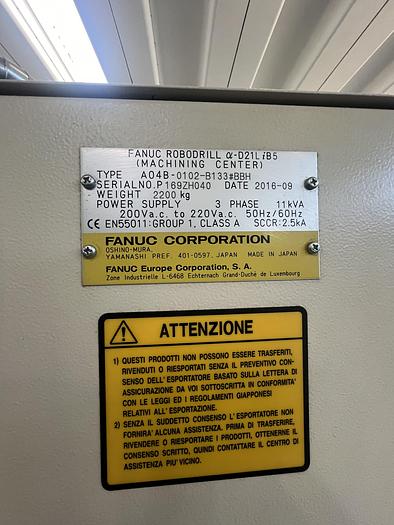 FANUC ROBODRILL α-D21LiB5
(MACHINING CENTER)
TYPE A04B-0102-B133#BBH
SERIAL NO. P169ZH040 DATE 2016-09
WEIGHT 2200kg
POWER SUPPLY 3 PHASE 11kVA
200Va.c. to 220Va.c. 50Hz/60Hz
CE EN55011:GROUP 1, CLASS A SCCR:2.5kA
FANUC CORPORATION
OSHINO-MURA,
YAMANASHI PREF. 401-0597, JAPAN MADE IN JAPAN
FANUC Europe Corporation, S. A.
Zone Industrielle L-6468 Echternach Grand-Duché de Luxembourg
ATTENZIONE
1) QUESTI PRODOTTI NON POSSONO ESSERE TRASFERITI,
RIVENDUTI O RIESPORTATI SENZA IL PREVENTIVO CON-
SENSO DELL'ESPORTATORE BASATO SULLA LETTERA DI
ASSICURAZIONE DA VOI SOTTOSCRITTA IN CONFORMITA'
CON LE LEGGI ED I REGOLAMENTI GIAPPONESI
RELATIVI ALL'ESPORTAZIONE.
2) SENZA IL SUDDETTO CONSENSO L'ESPORTATORE NON
FORNIRA' ALCUNA ASSISTENZA. PRIMA DI TRASFERIRE,
RIVENDERE O RIESPORTARE I PRODOTTI, OTTENERNE IL
CONSENSO SCRITTO, QUINDI CONTATTARE IL CENTRO DI
ASSISTENZA PIU' VICINO.